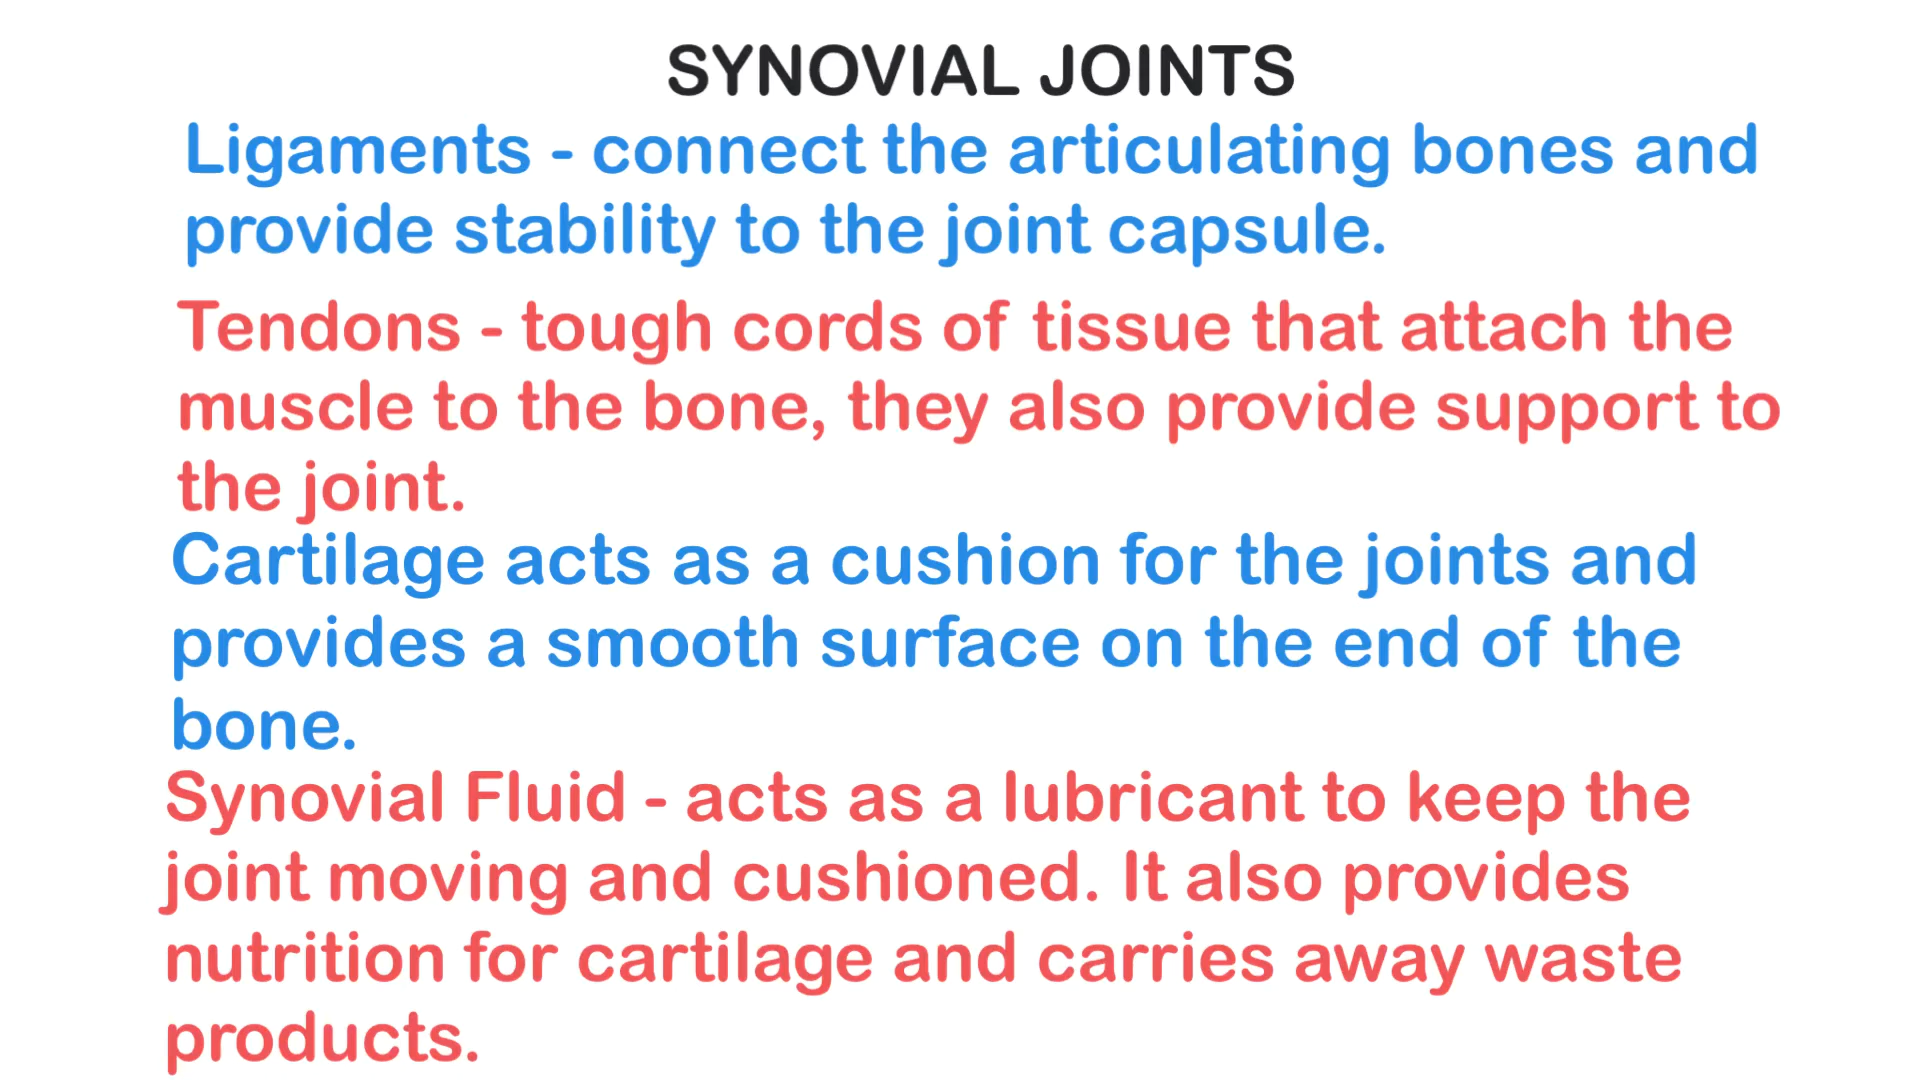 SYNOVIAL JOINTS
Ligaments - connect the articulating bones and
provide stability to the joint capsule.
Tendons - tough cords of tissue that attach the
muscle to the bone, they also provide support to
the joint.
Cartilage acts as a cushion for the joints and
provides a smooth surface on the end of the
bone.
Synovial Fluid - acts as a lubricant to keep the
joint moving and cushioned. It also provides
nutrition for cartilage and carries away waste
products.